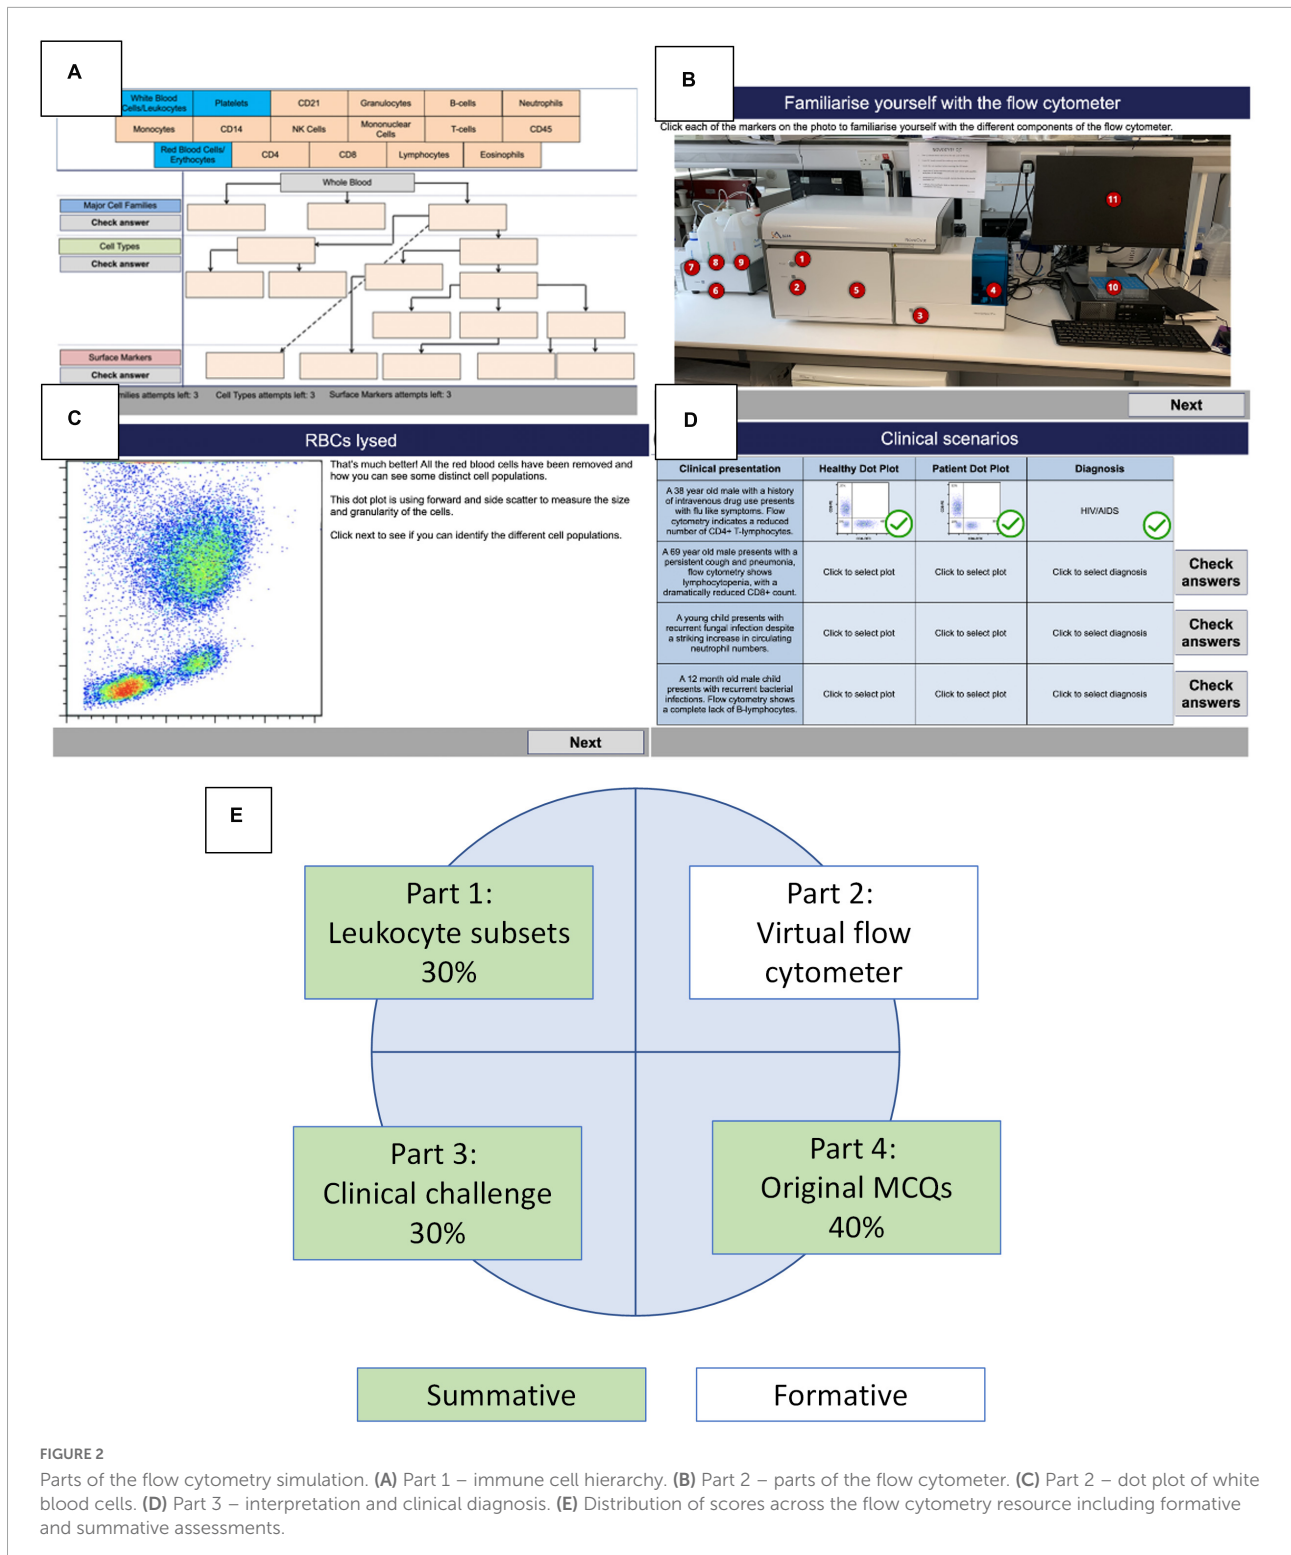 A
White Blood
Cells/Leukocytes
Platelets
CD21
Granulocytes
B-cells
Neutrophils
Monocytes
CD14
NK Cells
Mononuclear
Cells
T-cells
CD45
Red Blood Cells/
Erythocytes
CD4
CD8
Lymphocytes
Eosinophils
Whole Blood
Major Cell Families
Check answer
Cell Types
Check answer
Surface Markers
Check answer
attempts left: 3
Cell Types attempts left: 3
Surface Markers attempts left: 3
B
Familiarise yourself with the flow cytometer
Click each of the markers on the photo to familiarise yourself with the different components of the flow cytometer.
11
1
7
8
9
2
5
4
6
3
10
Next
C
RBCs lysed
That's much better! All the red blood cells have been removed and
how you can see some distinct cell populations.
This dot plot is using forward and side scatter to measure the size
and granularity of the cells.
Click next to see if you can identify the different cell populations.
Next
D
Clinical scenarios
Clinical presentation
Healthy Dot Plot
Patient Dot Plot
Diagnosis
A 38 year old male with a history
of intravenous drug use presents
with flu like symptoms. Flow
cytometry indicates a reduced
number of CD4+ T-lymphocytes.
HIV/AIDS
A 69 year old male presents with a
persistent cough and pneumonia,
flow cytometry shows
lymphocytopenia, with a
dramatically reduced CD8+ count.
Click to select plot
Click to select plot
Click to select diagnosis
Check
answers
A young child presents with
recurrent fungal infection despite
a striking increase in circulating
neutrophil numbers.
Click to select plot
Click to select plot
Click to select diagnosis
Check
answers
A 12 month old male child
presents with recurrent bacterial
infections. Flow cytometry shows
a complete lack of B-lymphocytes.
Click to select plot
Click to select plot
Click to select diagnosis
Check
answers
E
Part 1:
Leukocyte subsets
30%
Part 2:
Virtual flow
cytometer
Part 3:
Clinical challenge
30%
Part 4:
Original MCQs
40%
Summative
Formative
FIGURE 2
Parts of the flow cytometry simulation. (A) Part 1 – immune cell hierarchy. (B) Part 2 – parts of the flow cytometer. (C) Part 2 – dot plot of white
blood cells. (D) Part 3 – interpretation and clinical diagnosis. (E) Distribution of scores across the flow cytometry resource including formative
and summative assessments.